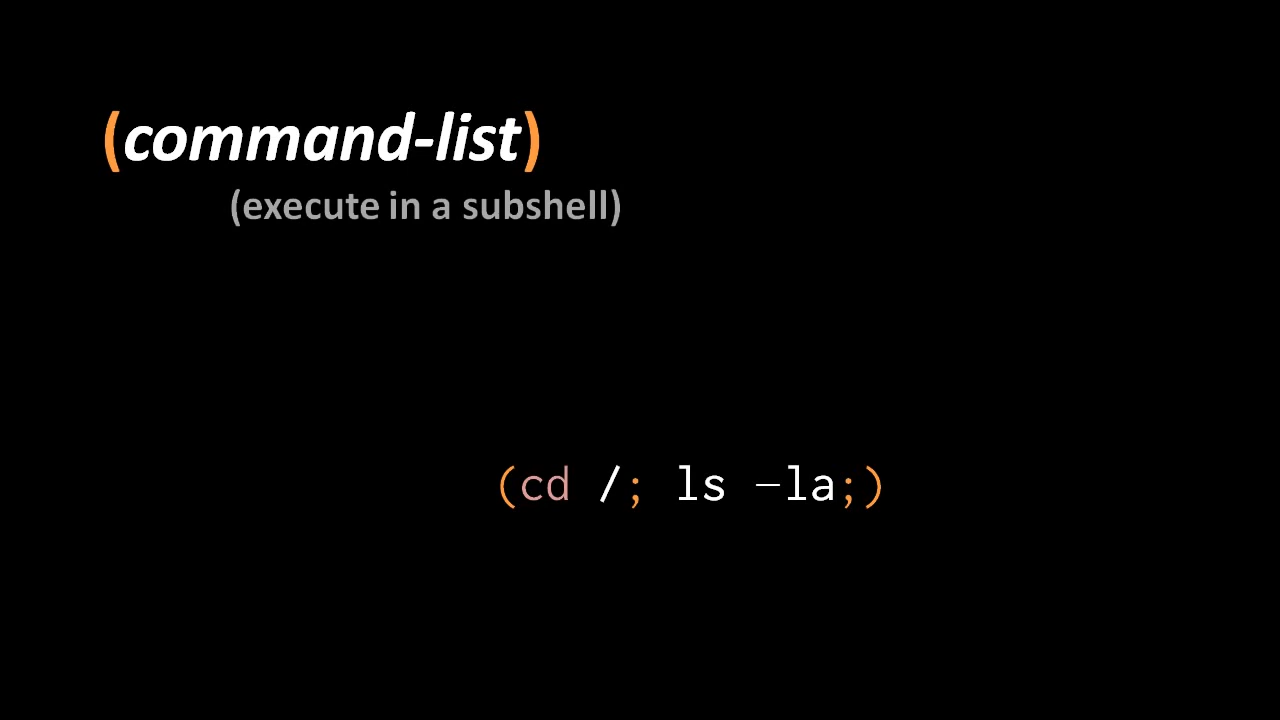 (command-list)
(execute in a subshell)
(cd /; ls -la;)